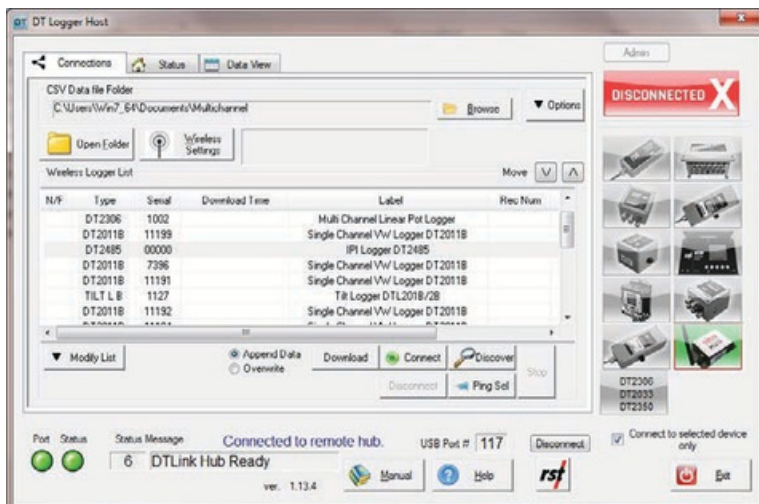 DT Logger Host
Admin
Connections Status Data View
DISCONNECTED X
CSV Data file Folder
C:\Users\Win7_64\Documents\Multichannel
Browse
Options
Open Folder
Wireless Settings
Wireless Logger List
Move
N/F Type Serial Download Time Label Rec Num
DT2306 1002 Multi Channel Linear Pot Logger
DT2011B 11199 Single Channel VW Logger DT2011B
DT2485 00000 IPI Logger DT2485
DT2011B 7396 Single Channel VW Logger DT2011B
DT2011B 11191 Single Channel VW Logger DT2011B
TILT L B 1127 Tilt Logger DTL201B/2B
DT2011B 11192 Single Channel VW Logger DT2011B
Modify List
Append Data
Overwrite
Download Connect Discover
Stop
Disconnect Ping Sel
DT2306
DT2033
DT2350
Connect to selected device only
Port Status Status Message Connected to remote hub. USB Port # 117 Disconnect
6 DTLink Hub Ready
ver. 1.13.4
Manual Help rst Exit